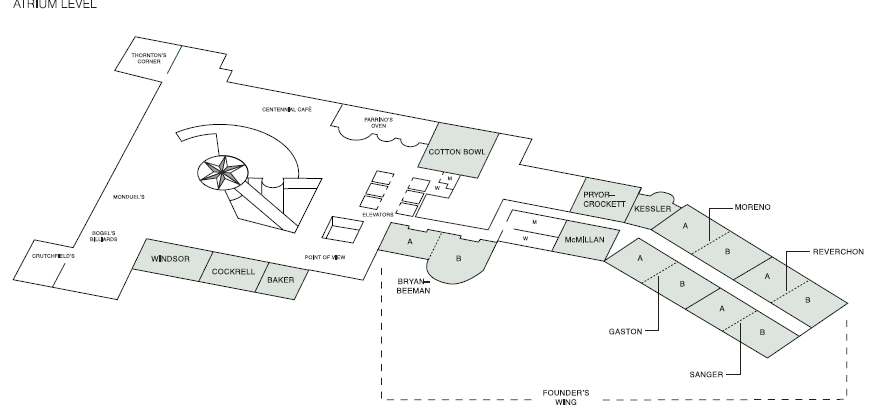 ATRIUM LEVEL
THORNTON'S
CORNER
CENTENNIAL CAFÉ
PARRINO'S
OVEN
COTTON BOWL
M
W
ELEVATORS
MONDUEL'S
BOGEL'S
BILLIARDS
CRUTCHFIELD'S
WINDSOR
COCKRELL
BAKER
POINT OF VIEW
A
B
BRYAN-
BEEMAN
M
W
McMILLAN
PRYOR-
CROCKETT
KESSLER
A
B
MORENO
A
B
REVERCHON
A
B
GASTON
A
B
SANGER
FOUNDER'S
WING